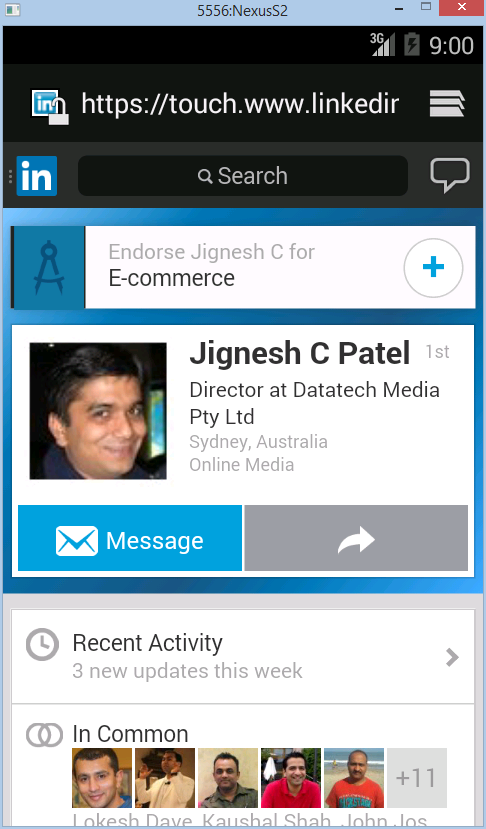 5556:NexusS2
3G 9:00
in https://touch.www.linkedir
in Search
Endorse Jignesh C for
E-commerce
Jignesh C Patel 1st
Director at Datatech Media
Pty Ltd
Sydney, Australia
Online Media
Message
Recent Activity
3 new updates this week
In Common
+11
Lokesh Dave, Kaushal Shah, John Jos